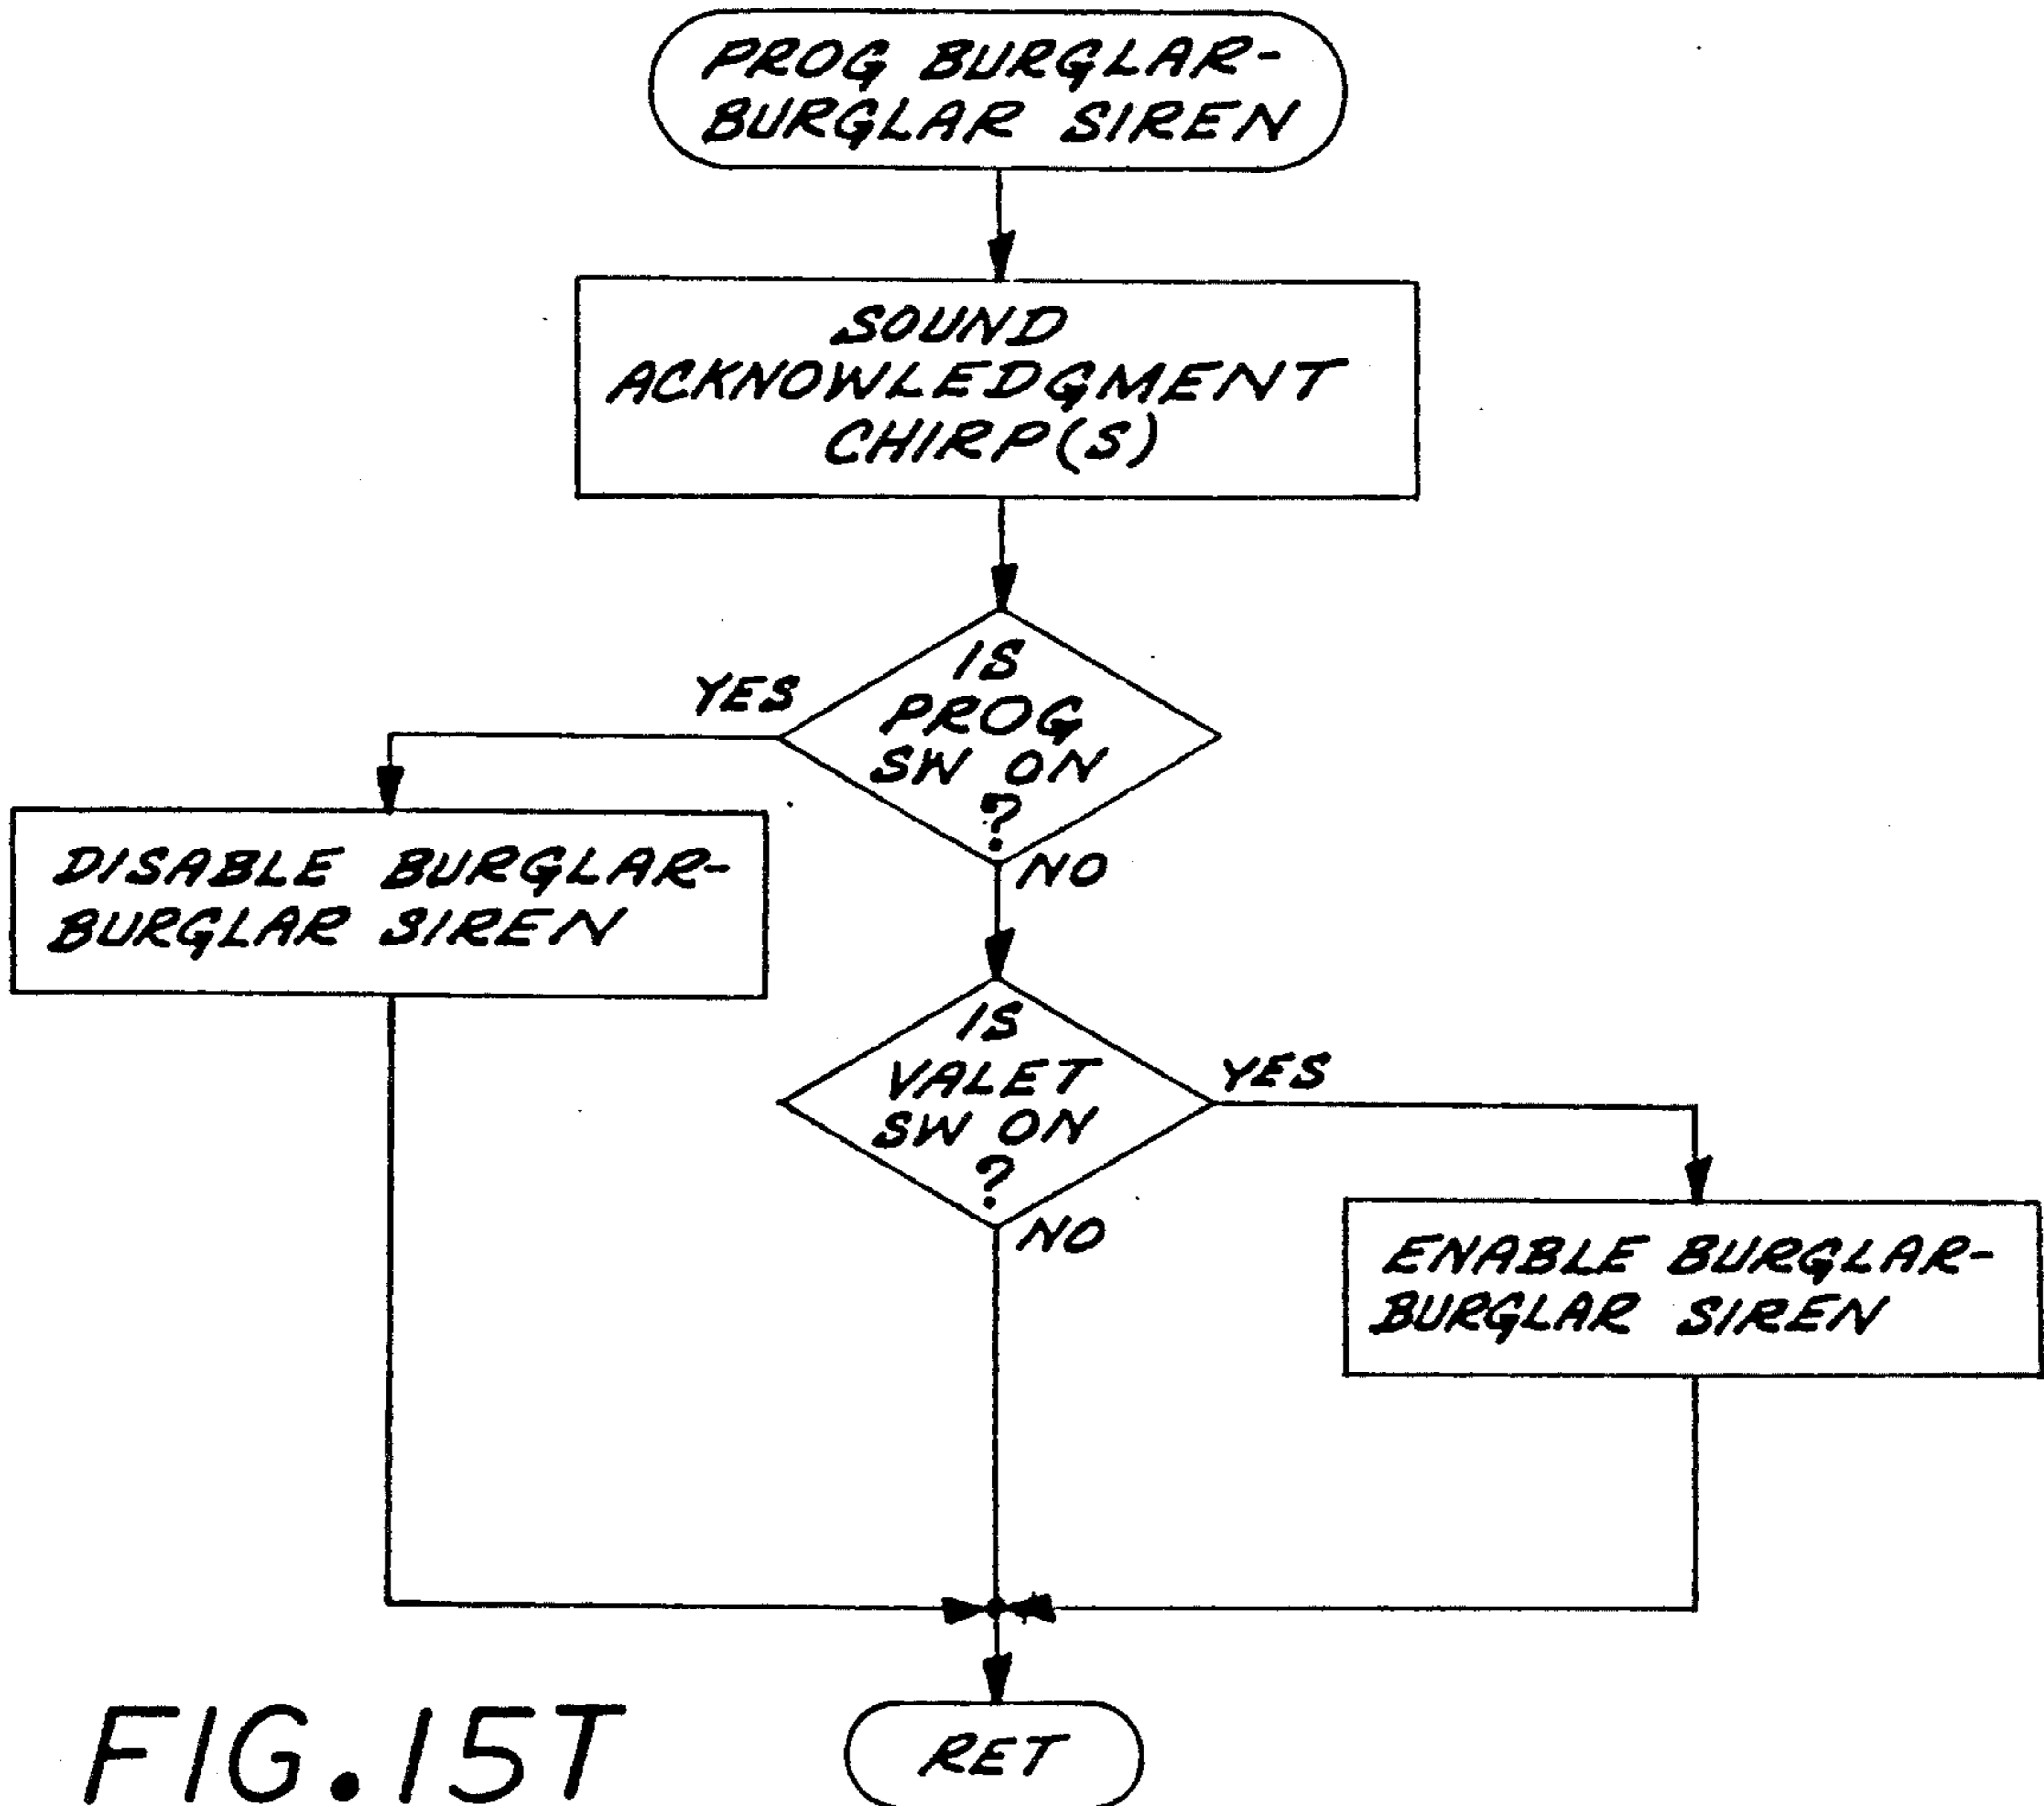 PROG BURGLAR-
BURGLAR SIREN
SOUND
ACKNOWLEDGMENT
CHIRP(S)
IS
PROG
SW ON
?
YES
NO
DISABLE BURGLAR-
BURGLAR SIREN
IS
VALET
SW ON
?
YES
NO
ENABLE BURGLAR-
BURGLAR SIREN
RET
FIG.15T